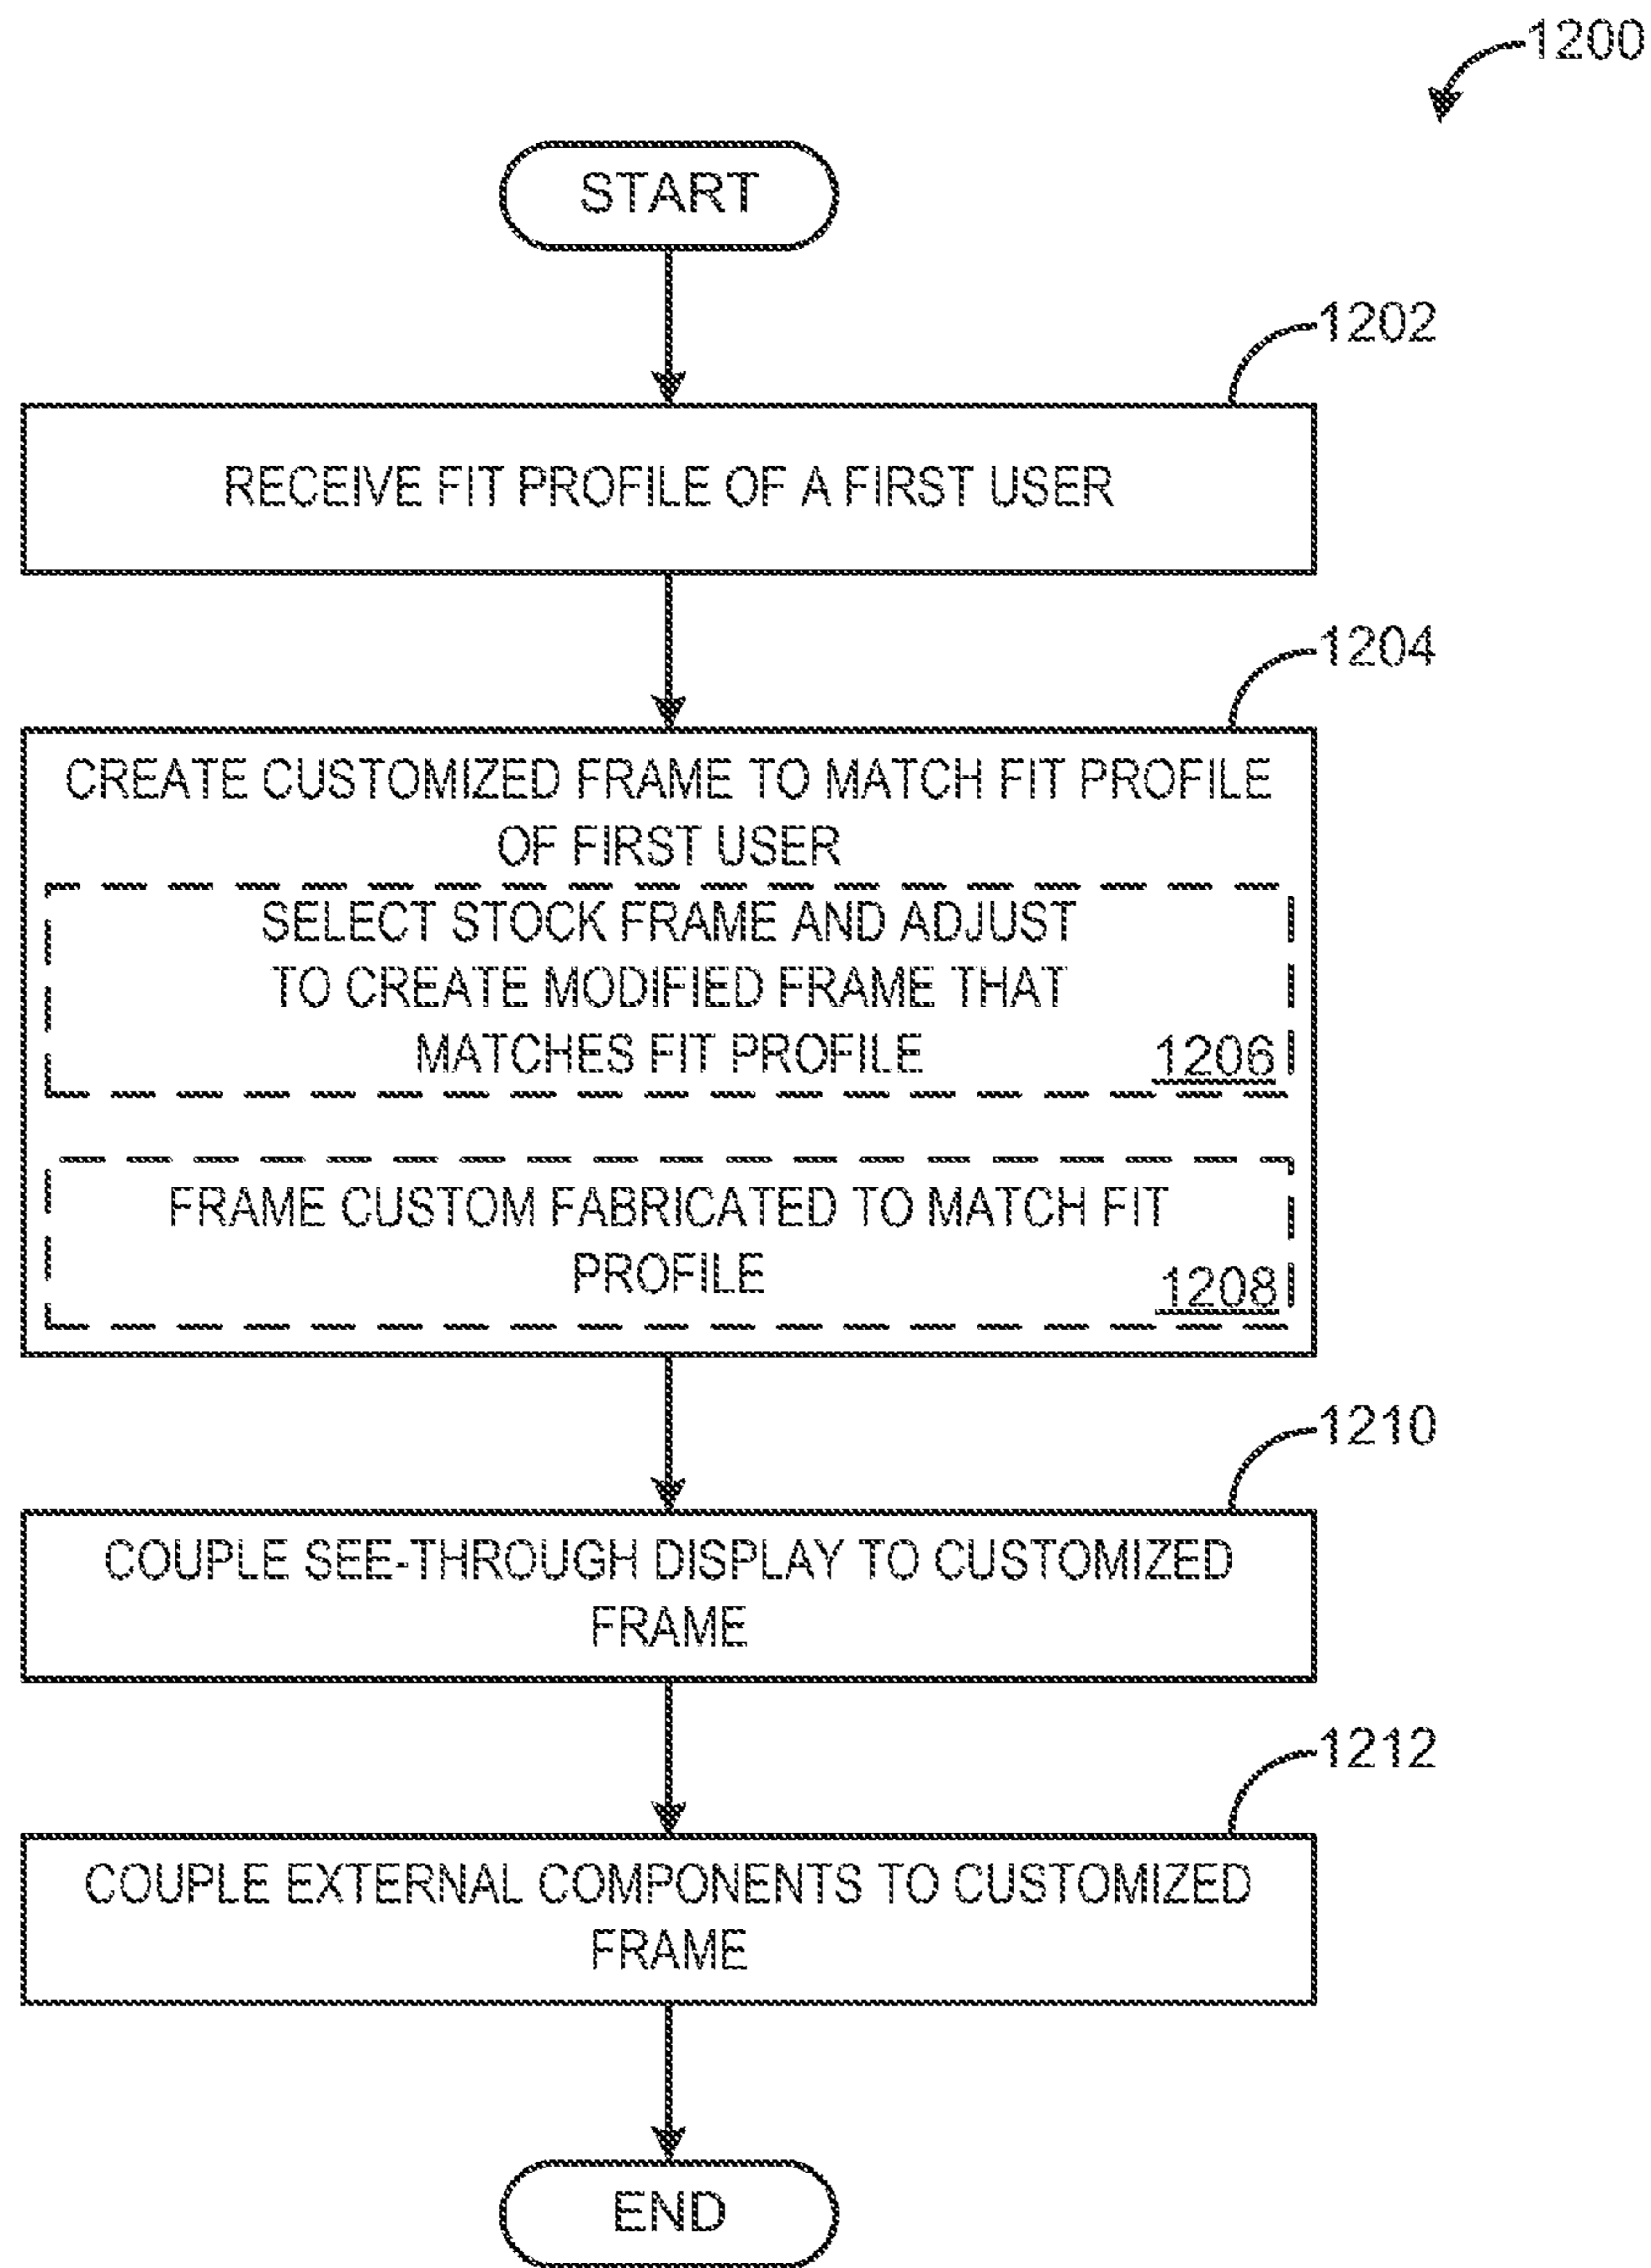 1200
START
1202
RECEIVE FIT PROFILE OF A FIRST USER
1204
CREATE CUSTOMIZED FRAME TO MATCH FIT PROFILE
OF FIRST USER
SELECT STOCK FRAME AND ADJUST
TO CREATE MODIFIED FRAME THAT
MATCHES FIT PROFILE 1206
FRAME CUSTOM FABRICATED TO MATCH FIT
PROFILE 1208
1210
COUPLE SEE-THROUGH DISPLAY TO CUSTOMIZED
FRAME
1212
COUPLE EXTERNAL COMPONENTS TO CUSTOMIZED
FRAME
END